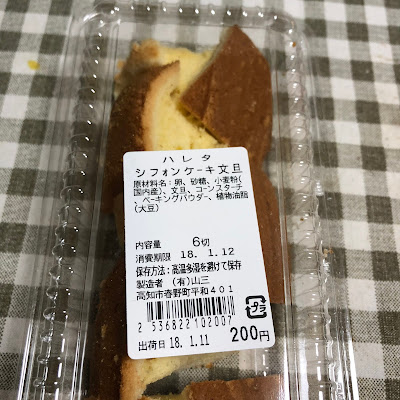 ハレタ
シフォンケーキ文旦
原材料名:卵、砂糖、小麦粉(
国内産)、文旦、コーンスターチ
、ベーキングパウダー、植物油脂
(大豆)
内容量 6切
消費期限 18. 1.12
保存方法:高温多湿を避けて保存
製造者 (有)山三
高知市春野町平和401
プラ
2 536822 102007
200円
出荷日 18. 1.11